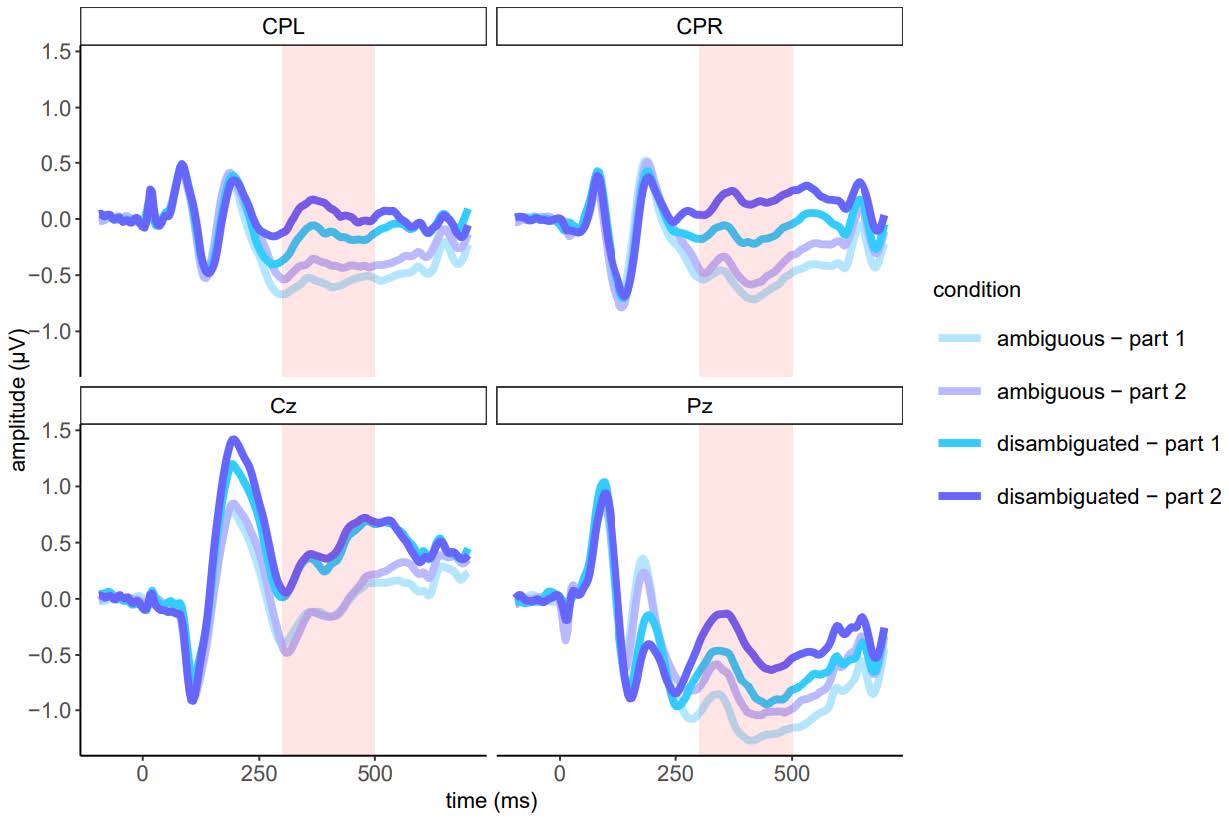 CPL
CPR
1.5
1.0
0.5
0.0
−0.5
−1.0
Cz
Pz
1.5
1.0
0.5
0.0
−0.5
−1.0
amplitude (µV)
0
250
500
0
250
500
time (ms)
condition
ambiguous − part 1
ambiguous − part 2
disambiguated − part 1
disambiguated − part 2